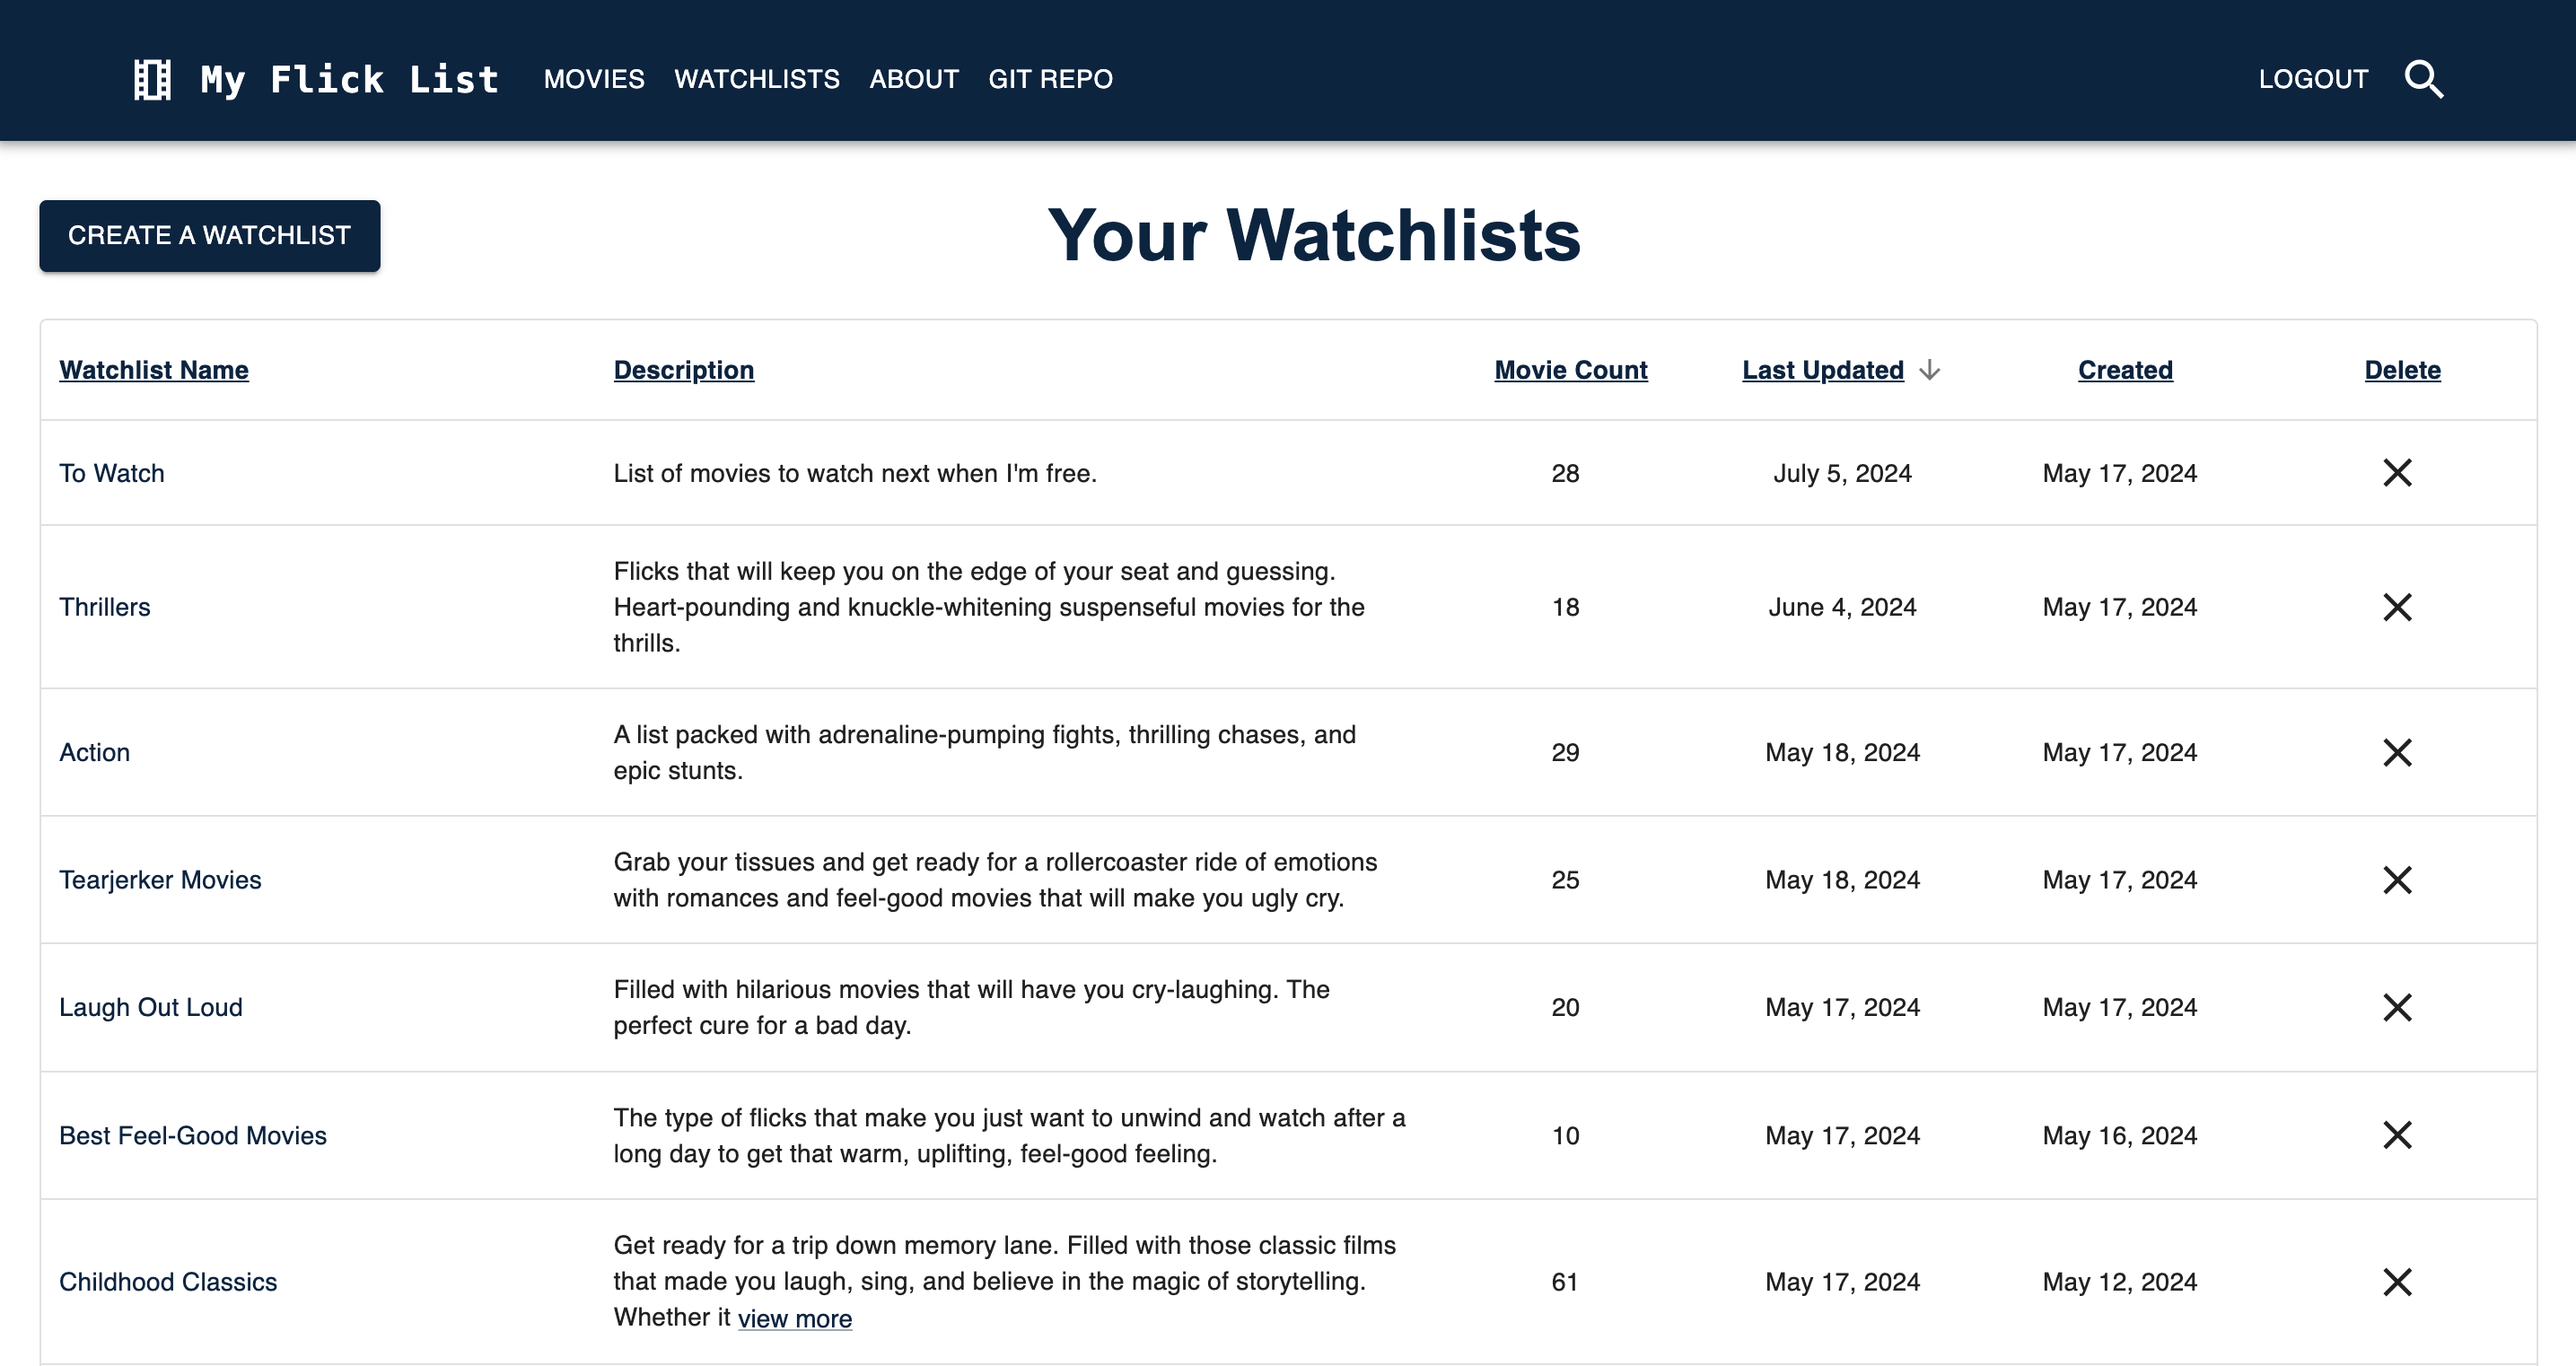 My Flick List MOVIES WATCHLISTS ABOUT GIT REPO LOGOUT
CREATE A WATCHLIST
Your Watchlists
Watchlist Name Description Movie Count Last Updated Created Delete
To Watch List of movies to watch next when I'm free. 28 July 5, 2024 May 17, 2024
Flicks that will keep you on the edge of your seat and guessing.
Thrillers Heart-pounding and knuckle-whitening suspenseful movies for the 18 June 4, 2024 May 17, 2024
thrills.
A list packed with adrenaline-pumping fights, thrilling chases, and
Action 29 May 18, 2024 May 17, 2024
epic stunts.
Grab your tissues and get ready for a rollercoaster ride of emotions
Tearjerker Movies 25 May 18, 2024 May 17, 2024
with romances and feel-good movies that will make you ugly cry.
Filled with hilarious movies that will have you cry-laughing. The
Laugh Out Loud 20 May 17, 2024 May 17, 2024
perfect cure for a bad day.
The type of flicks that make you just want to unwind and watch after a
Best Feel-Good Movies 10 May 17, 2024 May 16, 2024
long day to get that warm, uplifting, feel-good feeling.
Get ready for a trip down memory lane. Filled with those classic films
Childhood Classics that made you laugh, sing, and believe in the magic of storytelling. 61 May 17, 2024 May 12, 2024
Whether it view more